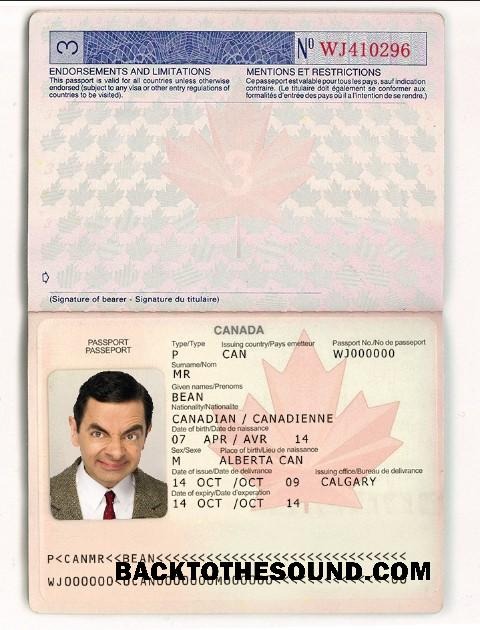 3
Nº WJ410296
ENDORSEMENTS AND LIMITATIONS
This passport is valid for all countries unless otherwise
endorsed (subject to any visa or other entry regulations of
countries to be visited).
MENTIONS ET RESTRICTIONS
Ce passeport est valable pour tous les pays, sauf indication
contraire. (Le titulaire doit également se conformer aux
formalités d'entrée des pays où il a l'intention de se rendre.)
3
(Signature of bearer - Signature du titulaire)
CANADA
PASSPORT
PASSEPORT
Type/Type Issuing country/Pays emetteur Passport No./No de passeport
P CAN WJ000000
Surname/Nom
MR
Given names/Prenoms
BEAN
Nationality/Nationalite
CANADIAN / CANADIENNE
Date of birth/Date de naissance
07 APR / AVR 14
Sex/Sexe Place of birth/Lieu de naissance
M ALBERTA CAN
Date of issue/Date de delivrance Issuing office/Bureau de delivrance
14 OCT /OCT 09 CALGARY
Date of expiry/Date d'experation
14 OCT /OCT 14
P<CANMR<<BEAN<<<<<<<<<<<<<<<<<<<<<<<<<<<<<<<
BACKTOTHESOUND.COM